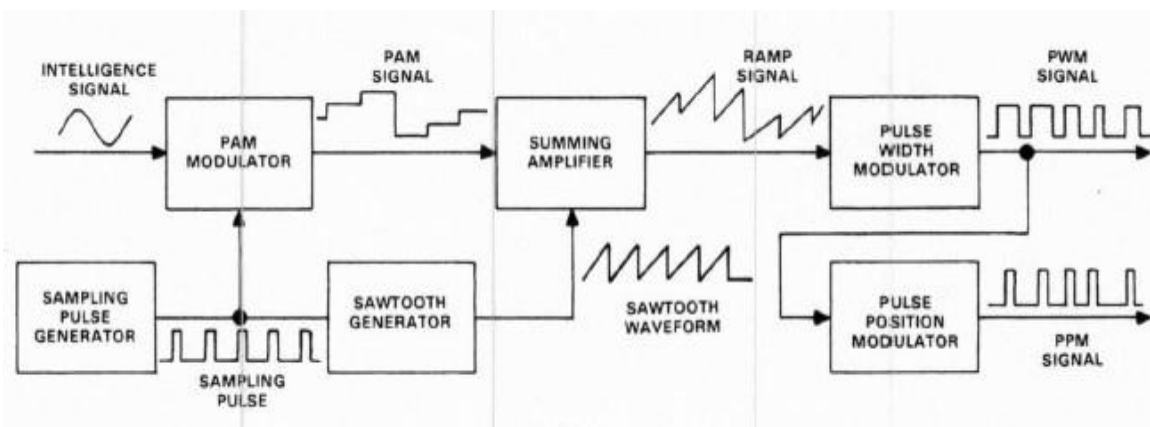 INTELLIGENCE
SIGNAL
PAM
SIGNAL
RAMP
SIGNAL
PWM
SIGNAL
PAM
MODULATOR
SUMMING
AMPLIFIER
PULSE
WIDTH
MODULATOR
SAMPLING
PULSE
GENERATOR
SAMPLING
PULSE
SAWTOOTH
GENERATOR
SAWTOOTH
WAVEFORM
PULSE
POSITION
MODULATOR
PPM
SIGNAL